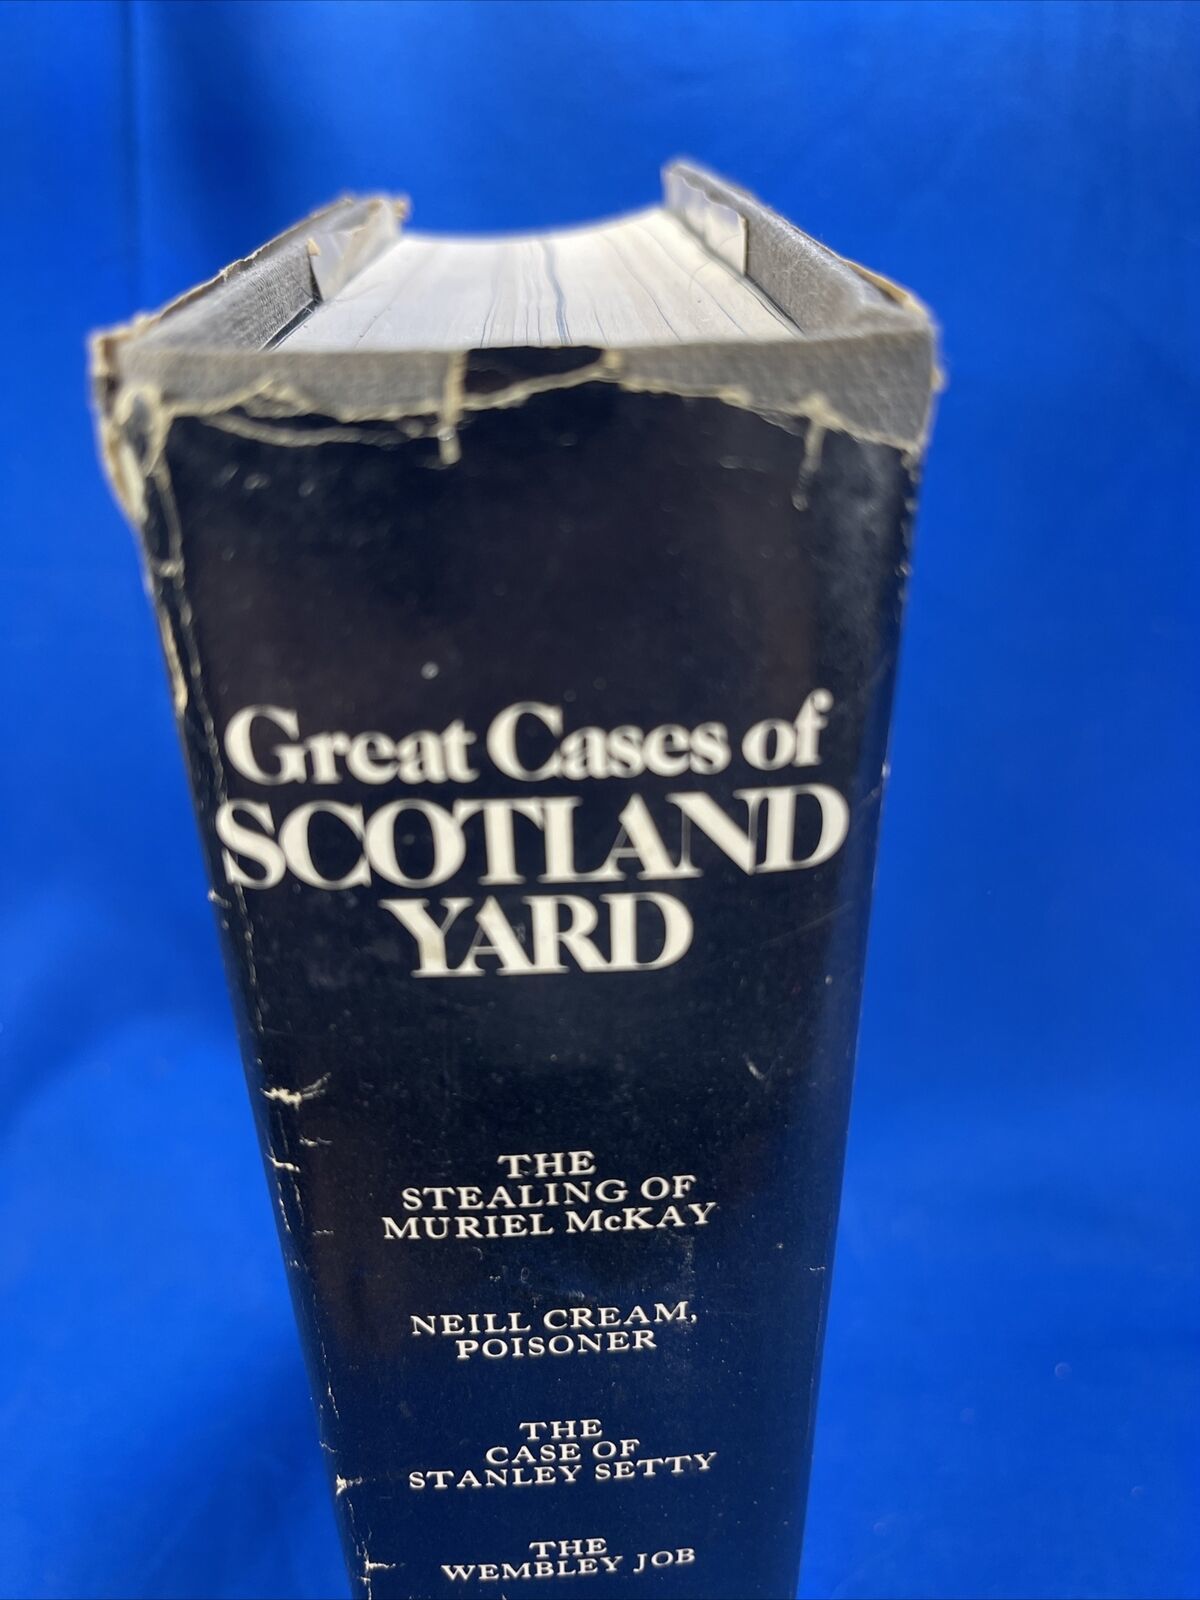 Great Cases of
SCOTLAND
YARD
THE
STEALING OF
MURIEL McKAY
NEILL CREAM,
POISONER
THE
CASE OF
STANLEY SETTY
THE
WEMBLEY JOB